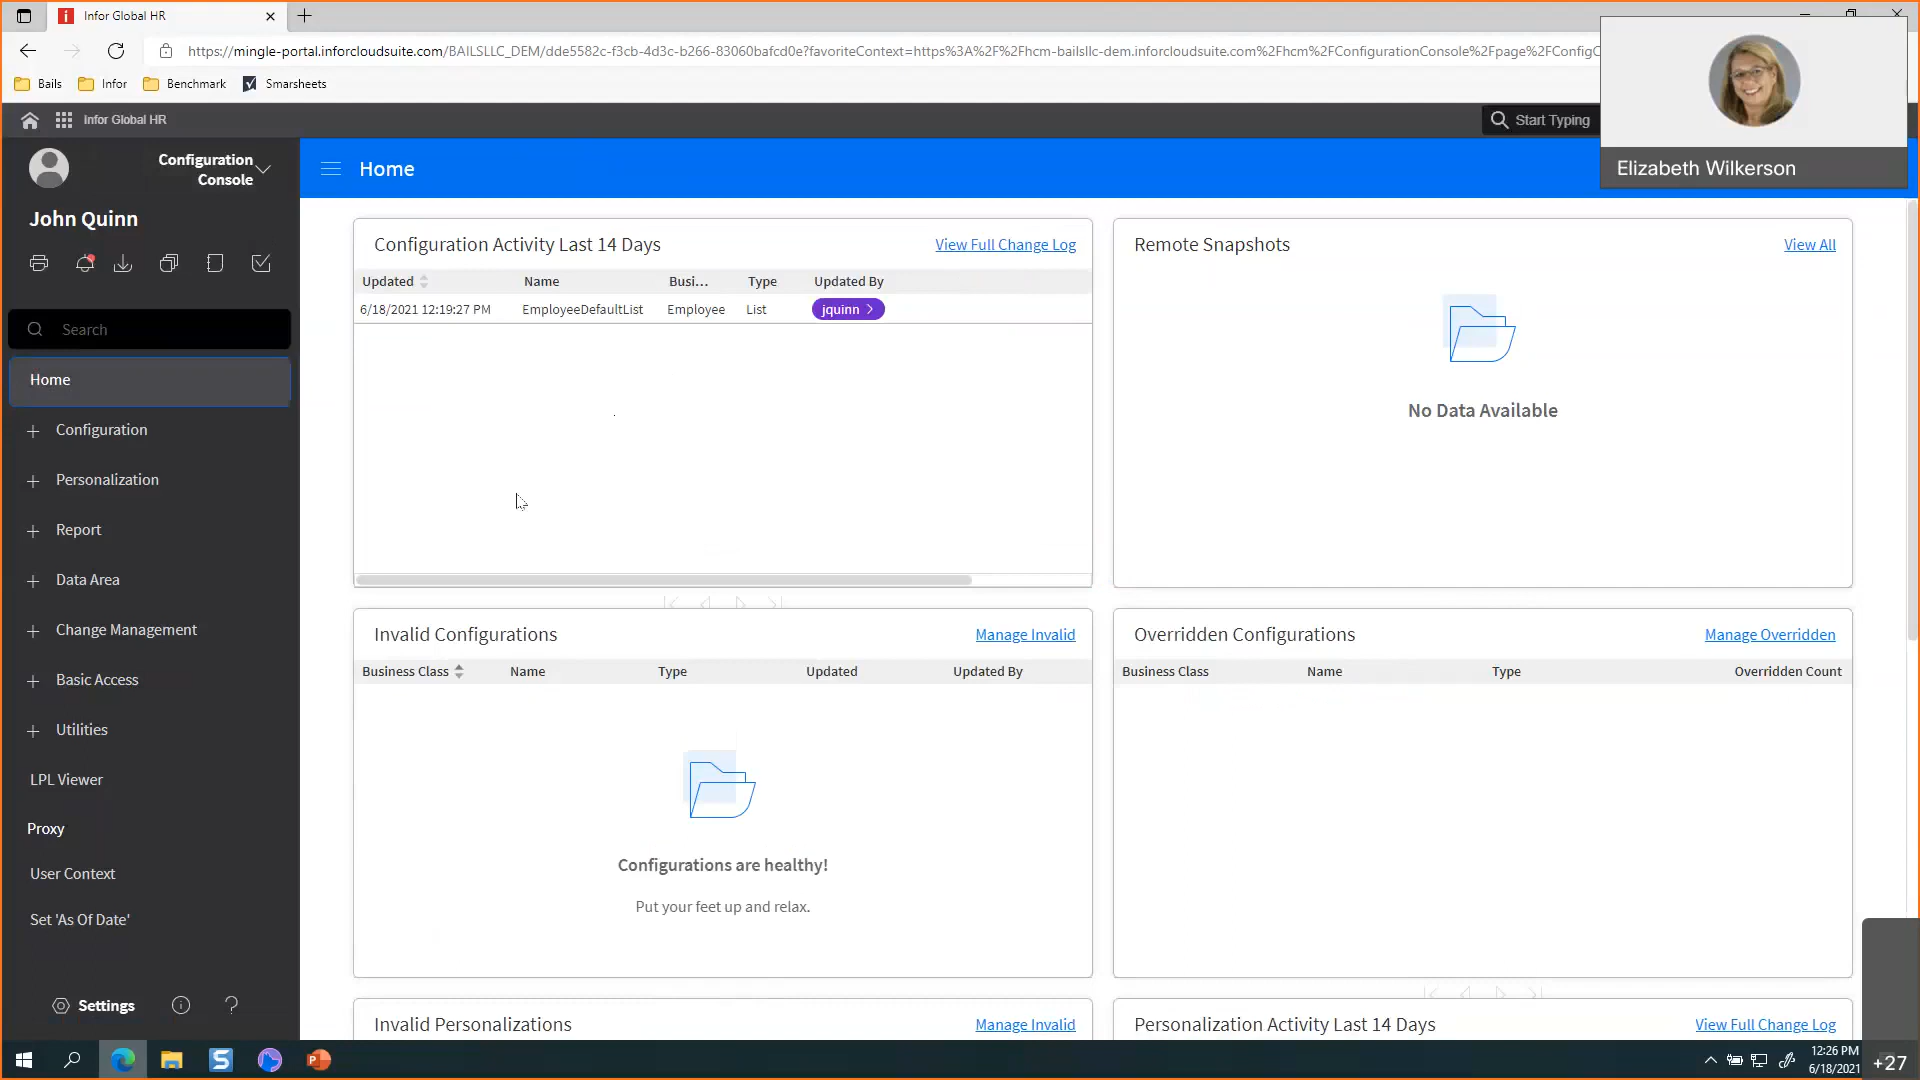 Infor Global HR
https://mingle-portal.inforcloudsuite.com/BAILSLLC_DEM/dde5582c-f3cb-4d3c-b266-83060bafcd0e?favoriteContext=https%3A%2F%2Fhcm-bailsllc-dem.inforcloudsuite.com%2Fhcm%2FConfigurationConsole%2Fpage%2FConfigC
Bails Infor Benchmark Smarsheets
Infor Global HR
Start Typing
Elizabeth Wilkerson
Configuration
Console
John Quinn
Search
Home
Configuration
Personalization
Report
Data Area
Change Management
Basic Access
Utilities
LPL Viewer
Proxy
User Context
Set 'As Of Date'
Settings
Home
Configuration Activity Last 14 Days View Full Change Log
Updated Name Busi... Type Updated By
6/18/2021 12:19:27 PM EmployeeDefaultList Employee List jquinn
Remote Snapshots View All
No Data Available
Invalid Configurations Manage Invalid
Business Class Name Type Updated Updated By
Configurations are healthy!
Put your feet up and relax.
Overridden Configurations Manage Overridden
Business Class Name Type Overridden Count
Invalid Personalizations Manage Invalid
Personalization Activity Last 14 Days View Full Change Log
12:26 PM
6/18/2021
+27